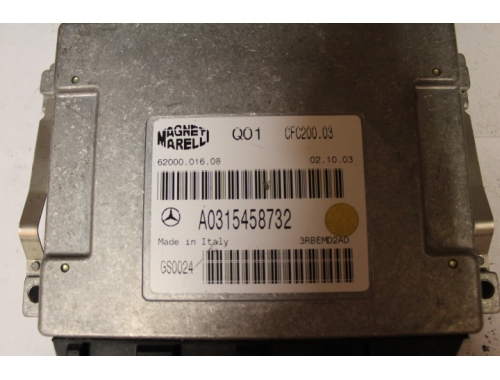 MAGNETI MARELLI Q01 CFC200.03
62000.016.08 02.10.03
A0315458732
Made in Italy 3RBEMD2AD
GS0024